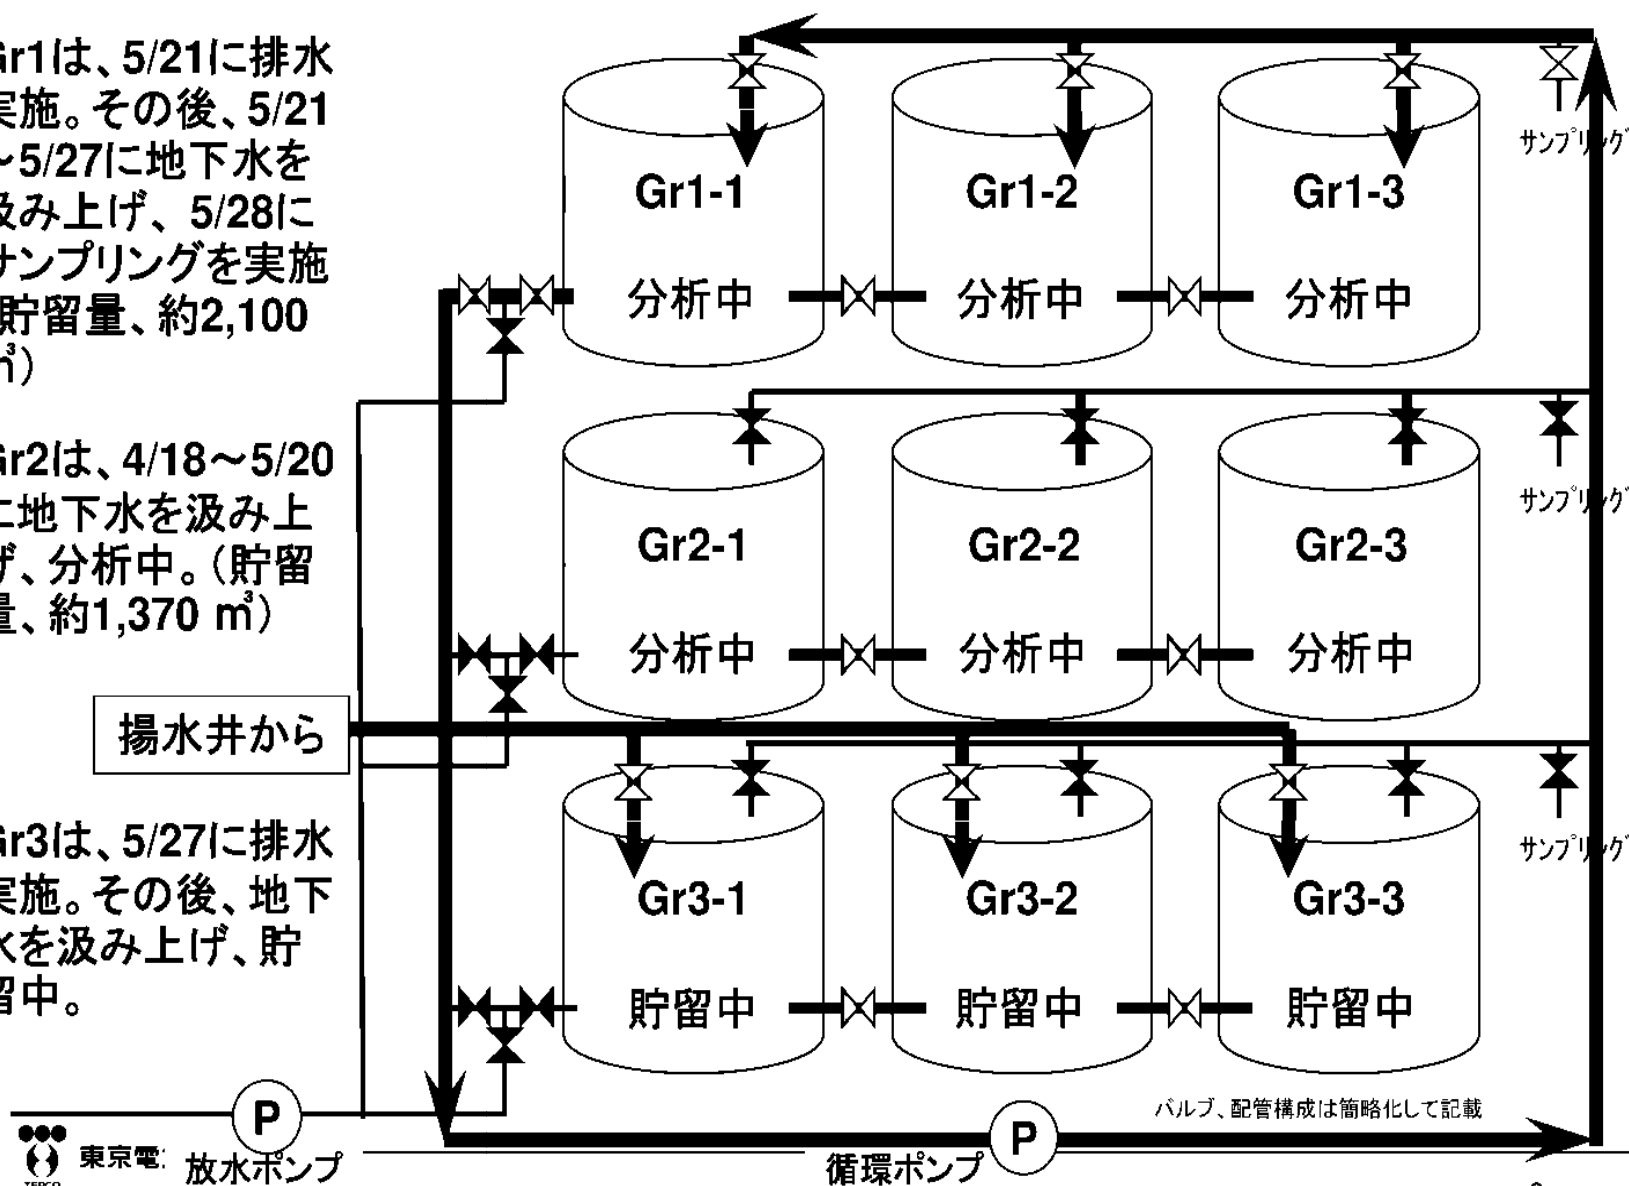 Gr1は、5/21に排水
実施。その後、5/21
～5/27に地下水を
汲み上げ、5/28に
サンプリングを実施
貯留量、約2,100
㎥）
Gr2は、4/18～5/20
に地下水を汲み上
げ、分析中。（貯留
量、約1,370 ㎥）
揚水井から
Gr3は、5/27に排水
実施。その後、地下
水を汲み上げ、貯
留中。
サンプリング
Gr1-1 Gr1-2 Gr1-3
分析中 分析中 分析中
サンプリング
Gr2-1 Gr2-2 Gr2-3
分析中 分析中 分析中
サンプリング
Gr3-1 Gr3-2 Gr3-3
貯留中 貯留中 貯留中
バルブ、配管構成は簡略化して記載
P
P
東京電
放水ポンプ
循環ポンプ